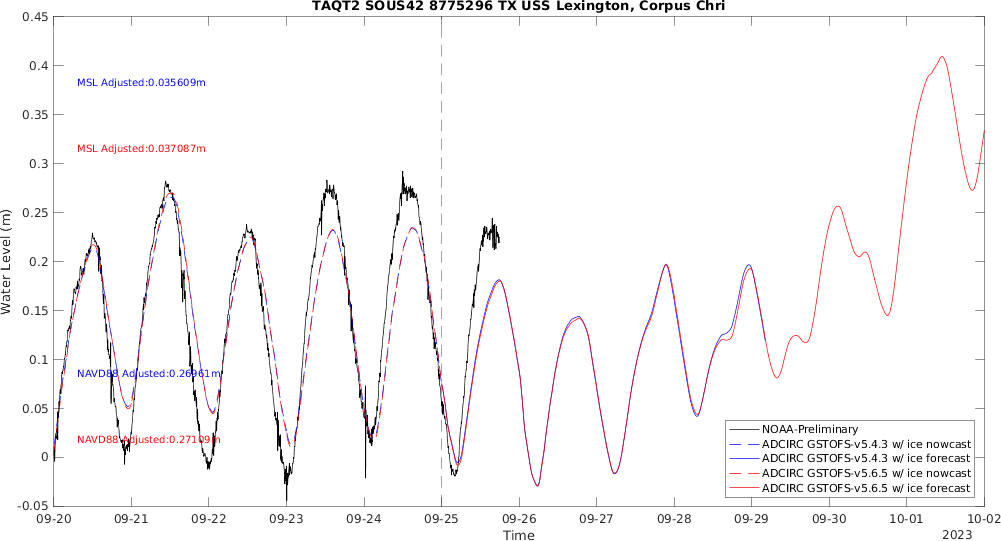 TAQT2 SOUS42 8775296 TX USS Lexington, Corpus Chri
0.45
0.4
0.35
0.3
0.25
0.2
0.15
0.1
0.05
0
-0.05
Water Level (m)
MSL Adjusted:0.035609m
MSL Adjusted:0.037087m
NAVD88 Adjusted:0.26961m
NAVD88 Adjusted:0.27109m
NOAA-Preliminary
ADCIRC GSTOFS-v5.4.3 w/ ice nowcast
ADCIRC GSTOFS-v5.4.3 w/ ice forecast
ADCIRC GSTOFS-v5.6.5 w/ ice nowcast
ADCIRC GSTOFS-v5.6.5 w/ ice forecast
09-20 09-21 09-22 09-23 09-24 09-25 09-26 09-27 09-28 09-29 09-30 10-01 10-02
Time
2023